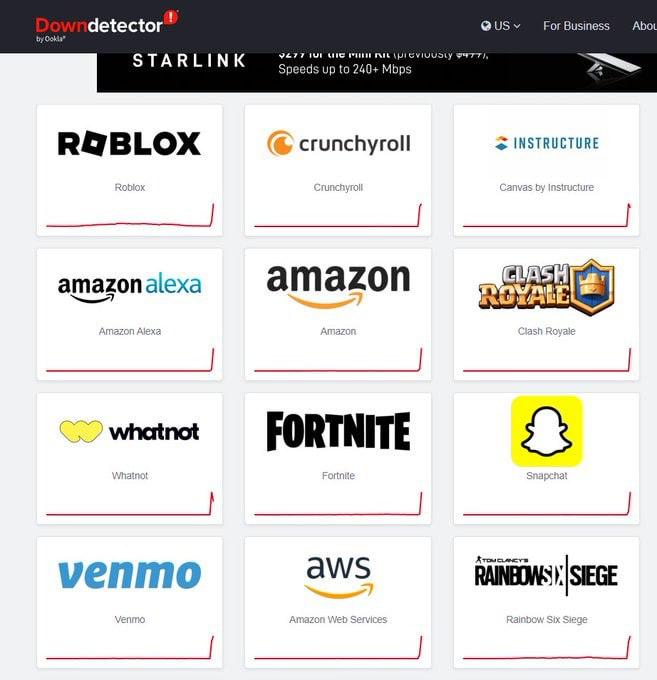 Downdetector
by Ookla®
US
For Business
Abou
STARLINK
$299 for the Mini Kit (previously $499),
Speeds up to 240+ Mbps
ROBLOX
Roblox
crunchyroll
Crunchyroll
INSTRUCTURE
Canvas by Instructure
amazon alexa
Amazon Alexa
amazon
Amazon
CLASH
ROYALE
Clash Royale
whatnot
Whatnot
FORTNITE
Fortnite
Snapchat
venmo
Venmo
aws
Amazon Web Services
TOM CLANCY'S
RAINBOWSIX SIEGE
Rainbow Six Siege